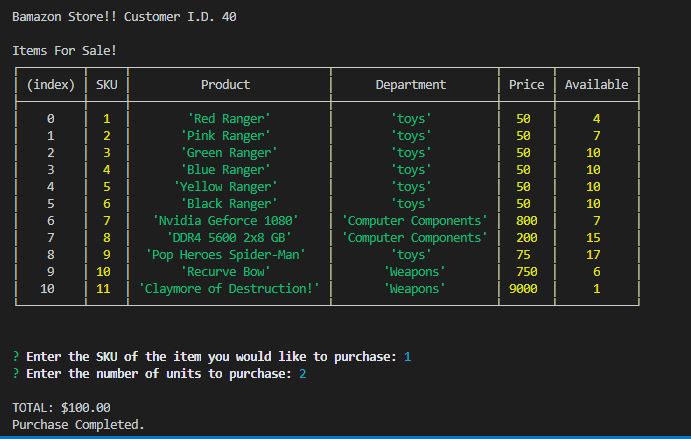 Bamazon Store!! Customer I.D. 40
Items For Sale!
(index) SKU Product Department Price Available
0 1 'Red Ranger' 'toys' 50 4
1 2 'Pink Ranger' 'toys' 50 7
2 3 'Green Ranger' 'toys' 50 10
3 4 'Blue Ranger' 'toys' 50 10
4 5 'Yellow Ranger' 'toys' 50 10
5 6 'Black Ranger' 'toys' 50 10
6 7 'Nvidia Geforce 1080' 'Computer Components' 800 7
7 8 'DDR4 5600 2x8 GB' 'Computer Components' 200 15
8 9 'Pop Heroes Spider-Man' 'toys' 75 17
9 10 'Recurve Bow' 'Weapons' 750 6
10 11 'Claymore of Destruction!' 'Weapons' 9000 1
? Enter the SKU of the item you would like to purchase: 1
? Enter the number of units to purchase: 2
TOTAL: $100.00
Purchase Completed.